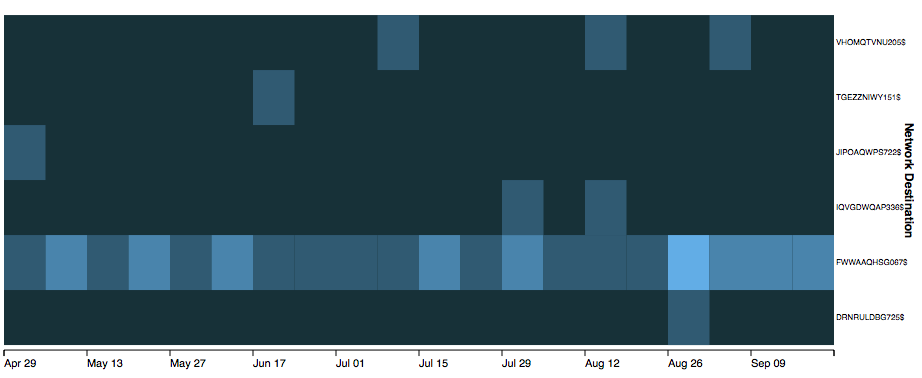 VHOMQTVNU205$
TGEZZNIWY151$
JIPOAQWPS722$
IQVGDWQAP336$
FWWAAQHSG067$
DRNRULDBG725$
Network Destination
Apr 29 May 13 May 27 Jun 17 Jul 01 Jul 15 Jul 29 Aug 12 Aug 26 Sep 09